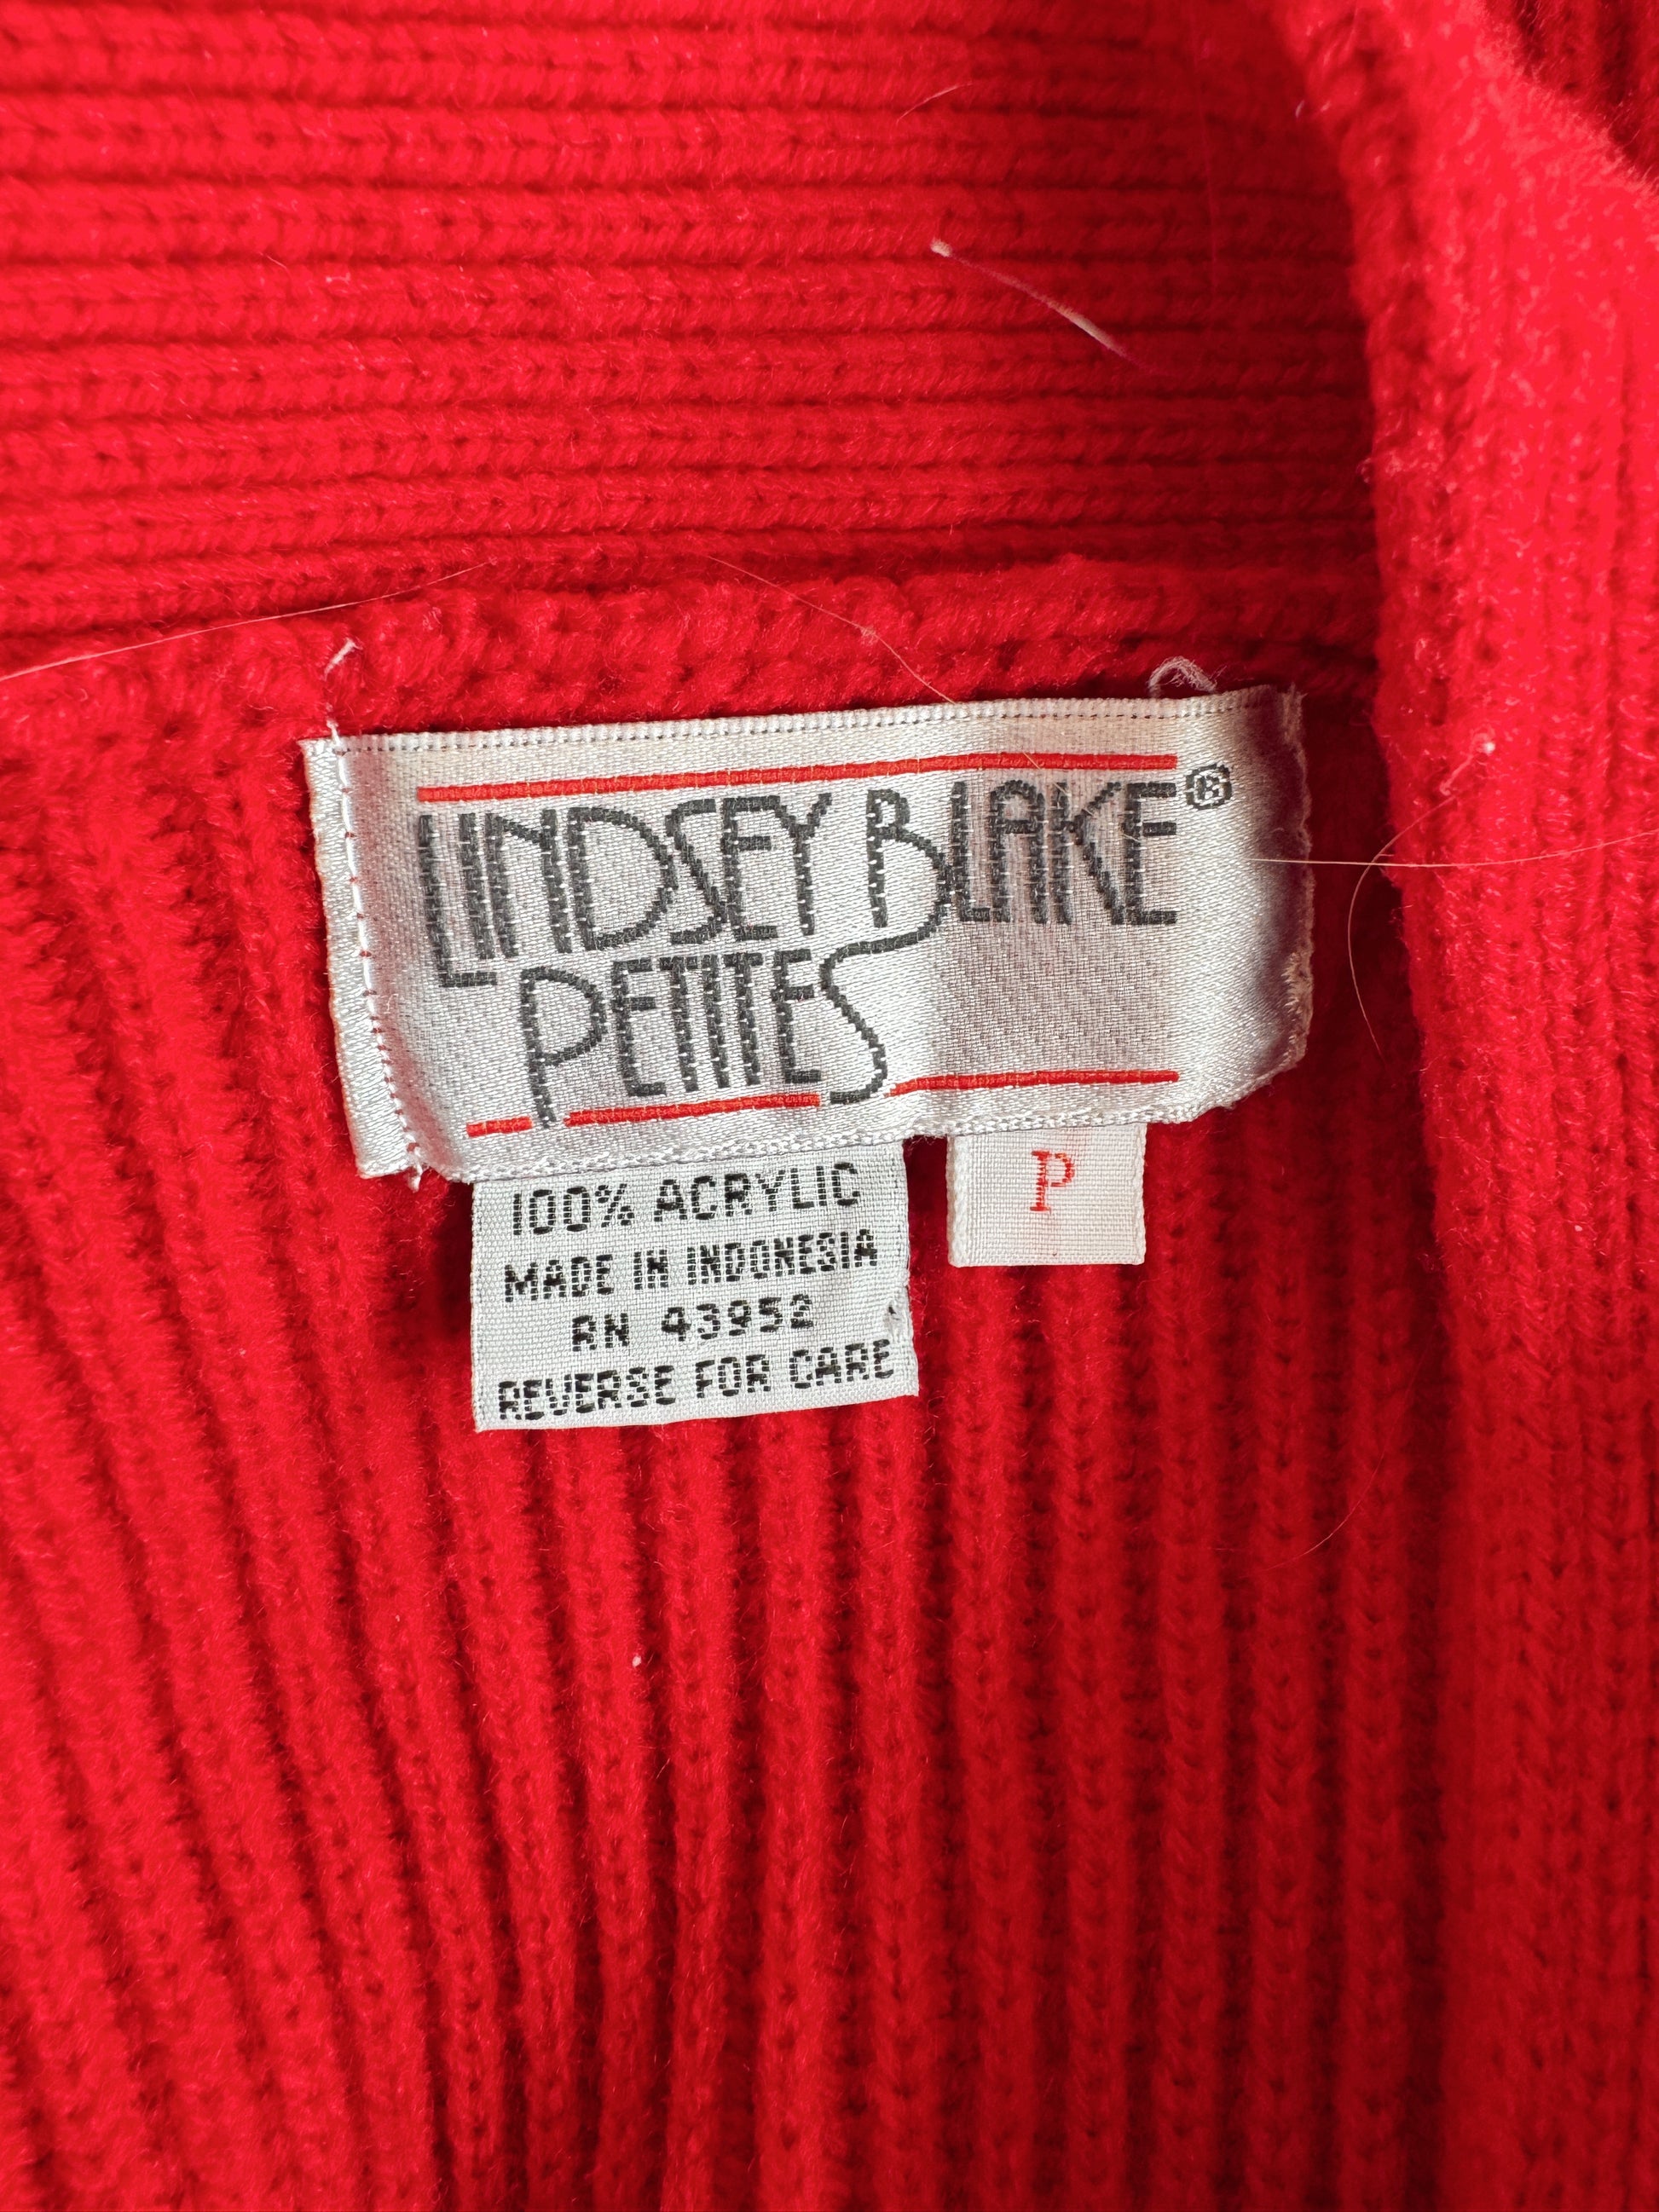 LINDSEY BLAKE®
PETITES
P
100% ACRYLIC
MADE IN INDONESIA
RN 43952
REVERSE FOR CARE